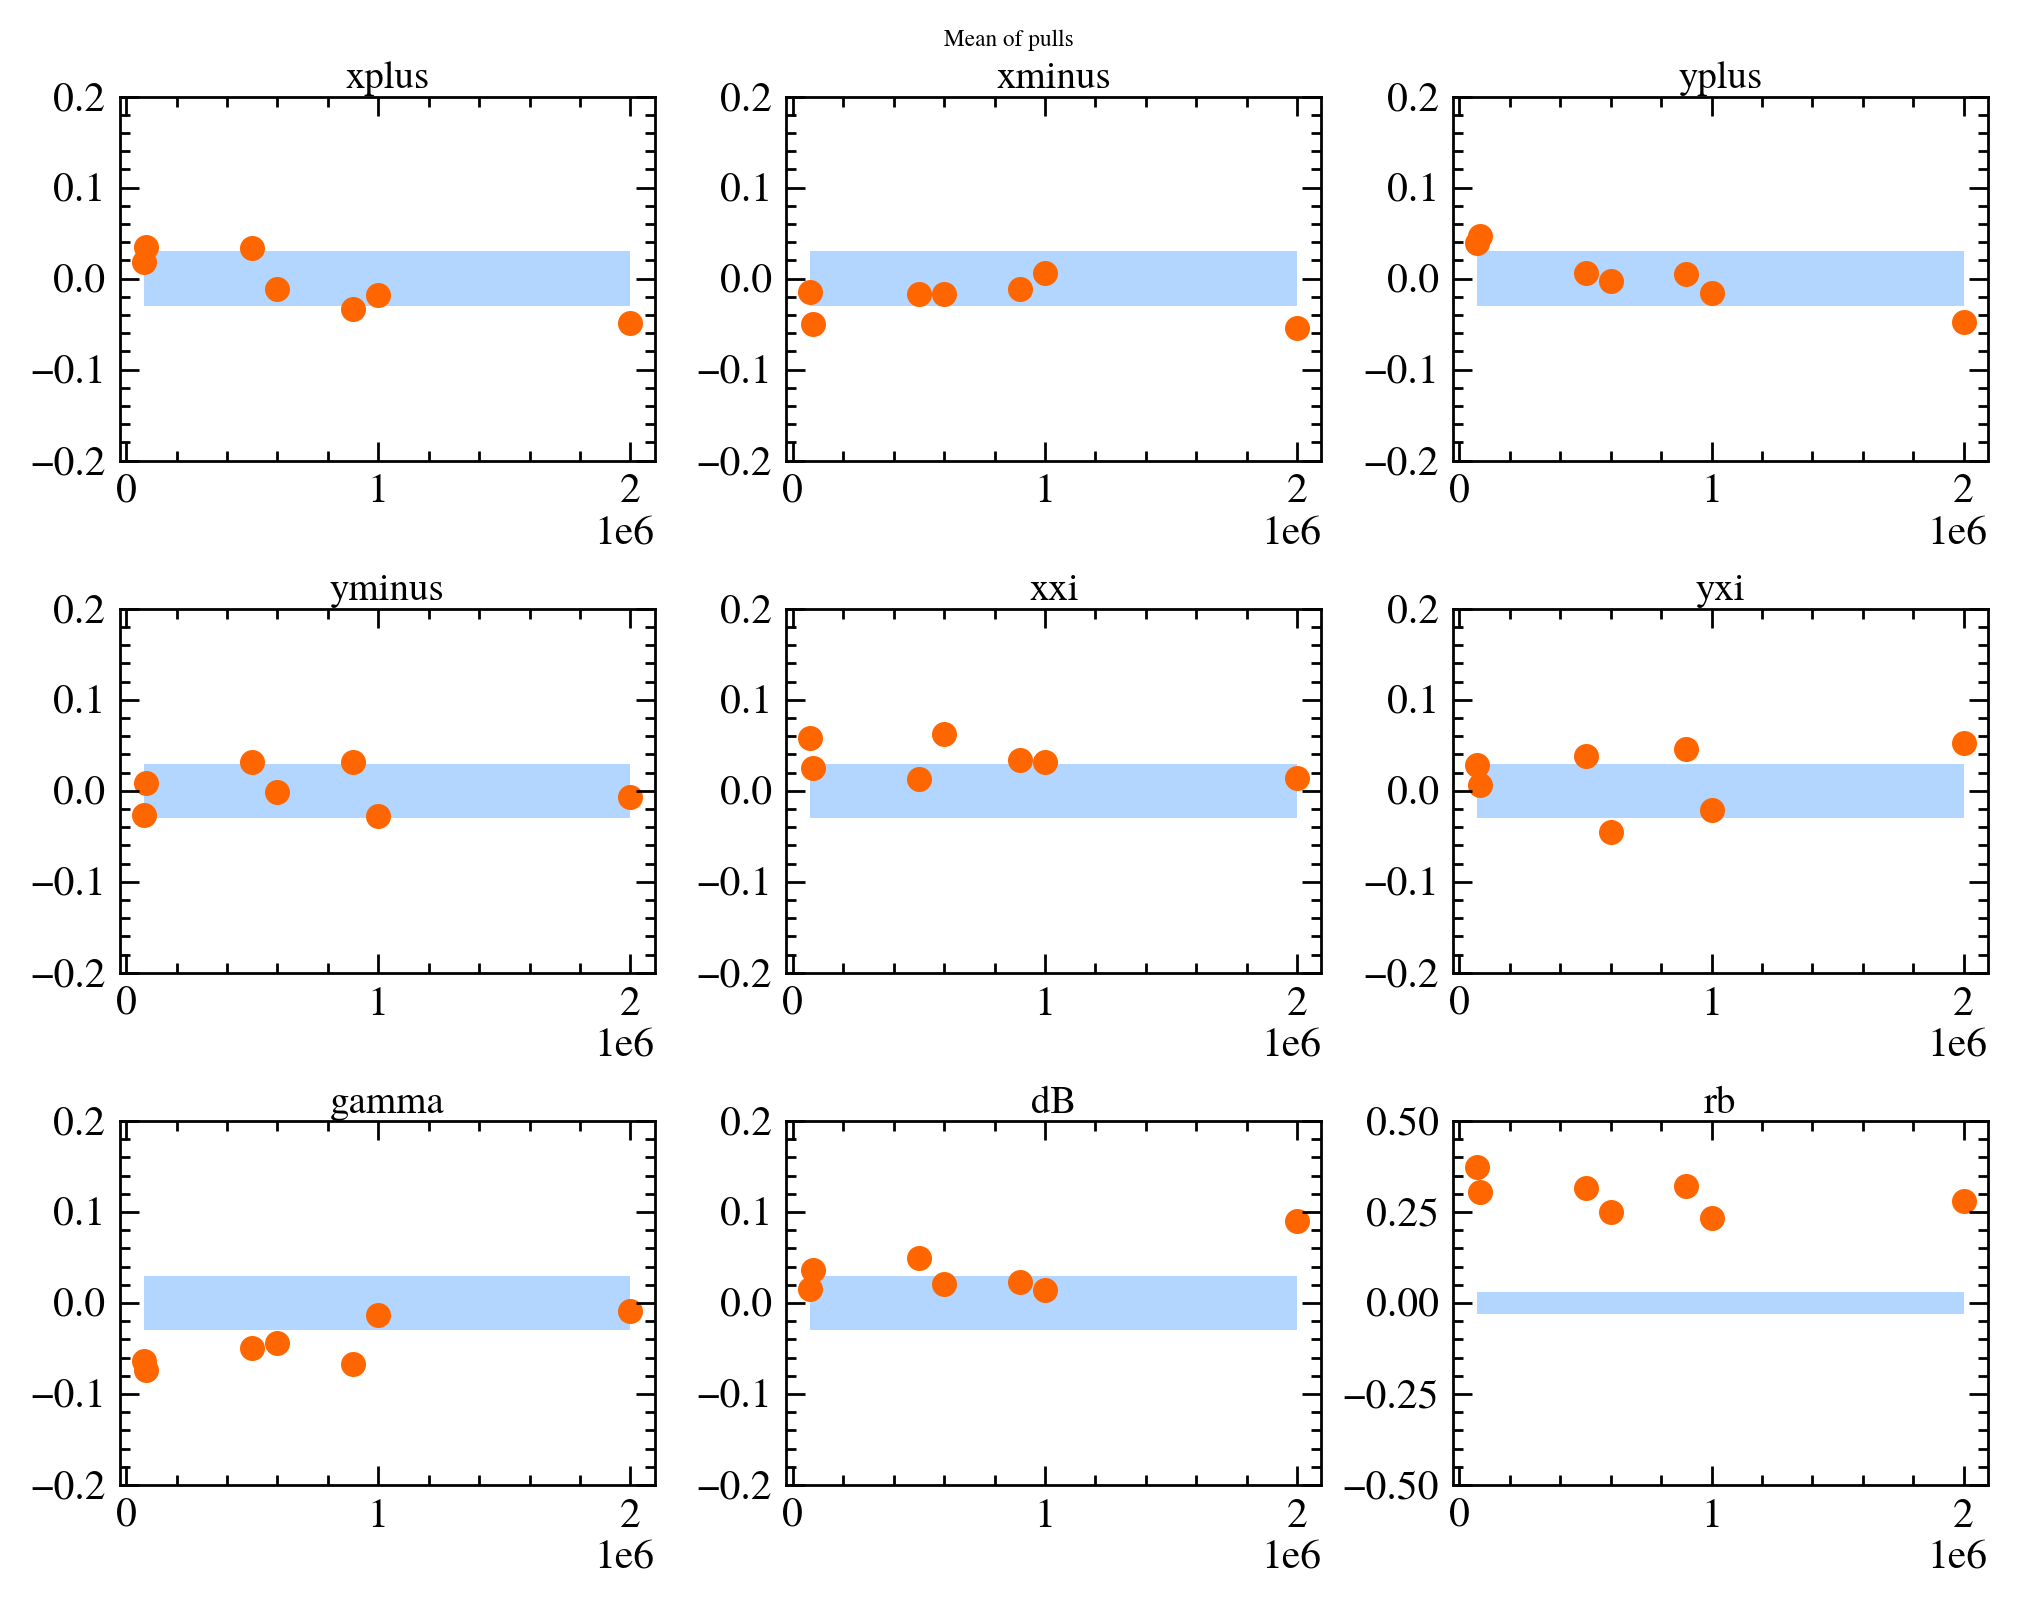 Mean of pulls
xplus xminus yplus
0.2 0.2 0.2
0.1 0.1 0.1
0.0 0.0 0.0
−0.1 −0.1 −0.1
−0.2 −0.2 −0.2
0 1 2 0 1 2 0 1 2
1e6 1e6 1e6
yminus xxi yxi
0.2 0.2 0.2
0.1 0.1 0.1
0.0 0.0 0.0
−0.1 −0.1 −0.1
−0.2 −0.2 −0.2
0 1 2 0 1 2 0 1 2
1e6 1e6 1e6
gamma dB rb
0.2 0.2 0.50
0.1 0.1 0.25
0.0 0.0 0.00
−0.1 −0.1 −0.25
−0.2 −0.2 −0.50
0 1 2 0 1 2 0 1 2
1e6 1e6 1e6